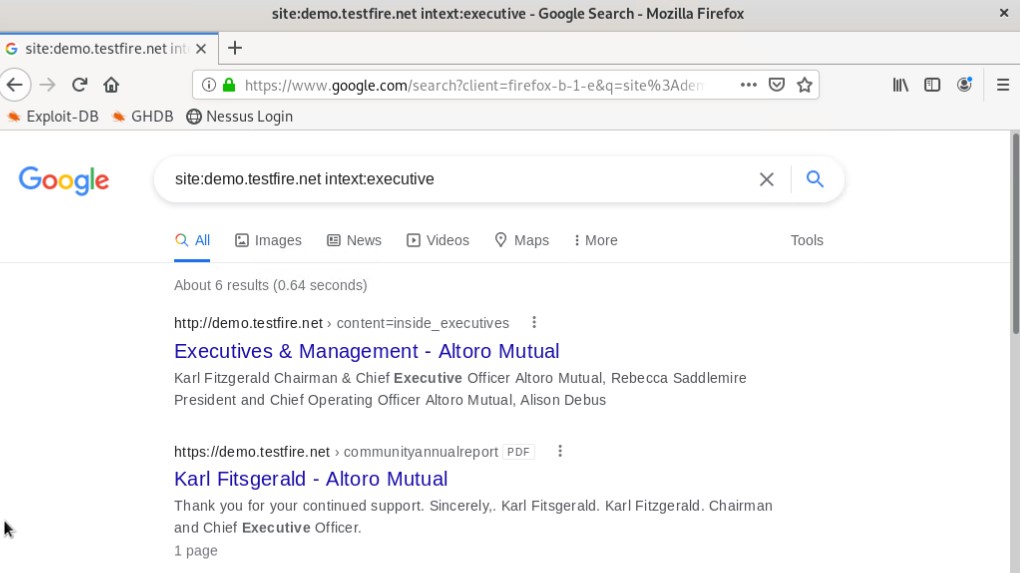 site:demo.testfire.net intext:executive - Google Search - Mozilla Firefox
site:demo.testfire.net int
https://www.google.com/search?client=firefox-b-1-e&q=site%3Aden
Exploit-DB GHDB Nessus Login
Google site:demo.testfire.net intext:executive
All Images News Videos Maps More Tools
About 6 results (0.64 seconds)
http://demo.testfire.net › content=inside_executives
Executives & Management - Altoro Mutual
Karl Fitzgerald Chairman & Chief Executive Officer Altoro Mutual, Rebecca Saddlemire
President and Chief Operating Officer Altoro Mutual, Alison Debus
https://demo.testfire.net › communityannualreport PDF
Karl Fitsgerald - Altoro Mutual
Thank you for your continued support. Sincerely,. Karl Fitsgerald. Karl Fitzgerald. Chairman
and Chief Executive Officer.
1 page